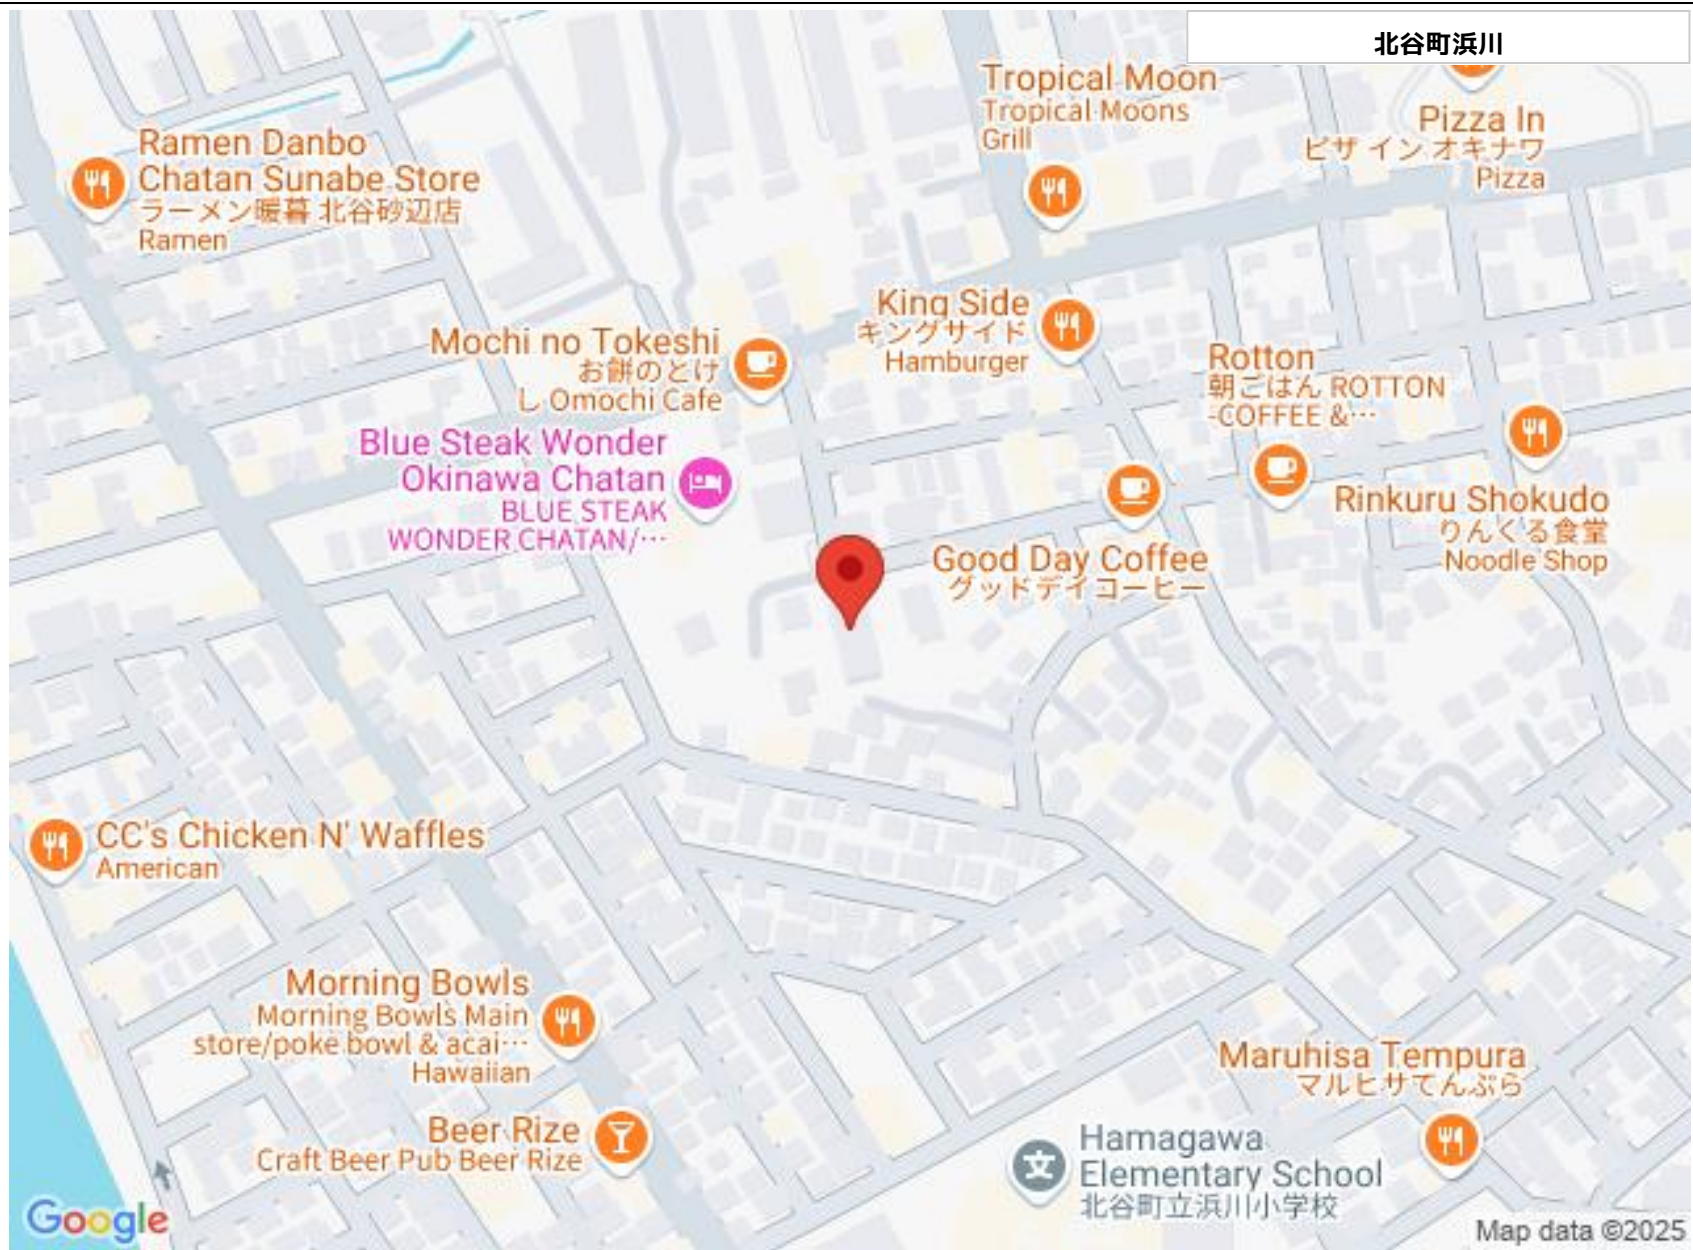 北谷町浜川
Tropical Moon
Tropical Moons
Grill
Pizza In
ピザ イン オキナワ
Pizza
Ramen Danbo
Chatan Sunabe Store
ラーメン暖暮 北谷砂辺店
Ramen
King Side
キングサイド
Hamburger
Mochi no Tokeshi
お餅のとけ
し Omochi Cafe
Rotton
朝ごはん ROTTON
-COFFEE &…
Blue Steak Wonder
Okinawa Chatan
BLUE STEAK
WONDER CHATAN/…
Rinkuru Shokudo
りんくる食堂
Noodle Shop
Good Day Coffee
グッドデイコーヒー
CC's Chicken N' Waffles
American
Morning Bowls
Morning Bowls Main
store/poke bowl & acai…
Hawaiian
Maruhisa Tempura
マルヒサてんぷら
Beer Rize
Craft Beer Pub Beer Rize
文
Hamagawa
Elementary School
北谷町立浜川小学校
Google
Map data ©2025